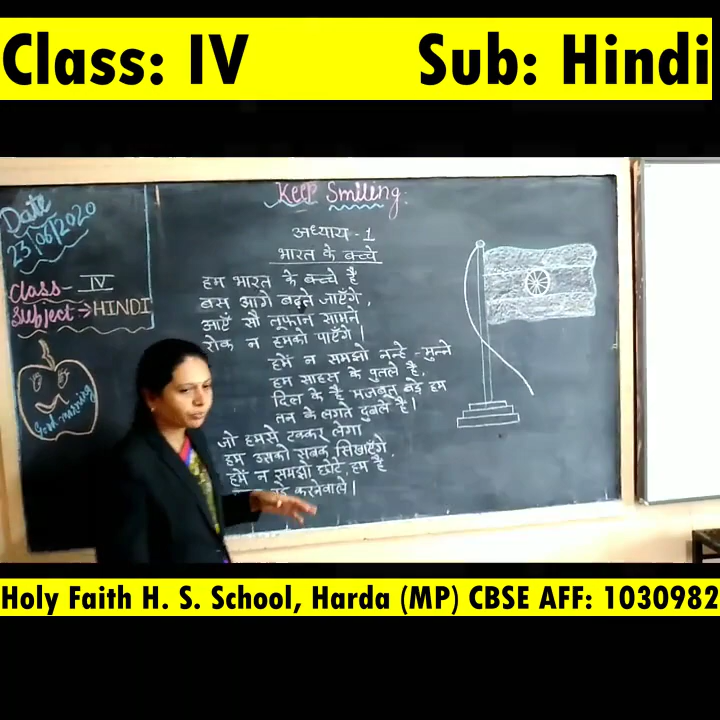 Class: IV Sub: Hindi
Keep Smiling:
Date
23/06/2020
Class- IV
Subject → HINDI
Good-morning
अध्याय - 1
भारत के बच्चे
हम भारत के बच्चे हैं
बस आगे बढ़ते जाएँगे,
आएँ सौ तूफान सामने
रोक न हमको पाएँगे।
हमें न समझो नन्हे-मुन्ने
हम साहस के पुतले हैं,
दिल के हैं मजबूत बड़े हम
तन के लगते दुबले हैं।
जो हमसे टक्कर लेगा
हम उसको सबक सिखाएँगे,
हमें न समझो छोटे, हम हैं
करनेवाले।
Holy Faith H. S. School, Harda (MP) CBSE AFF: 1030982